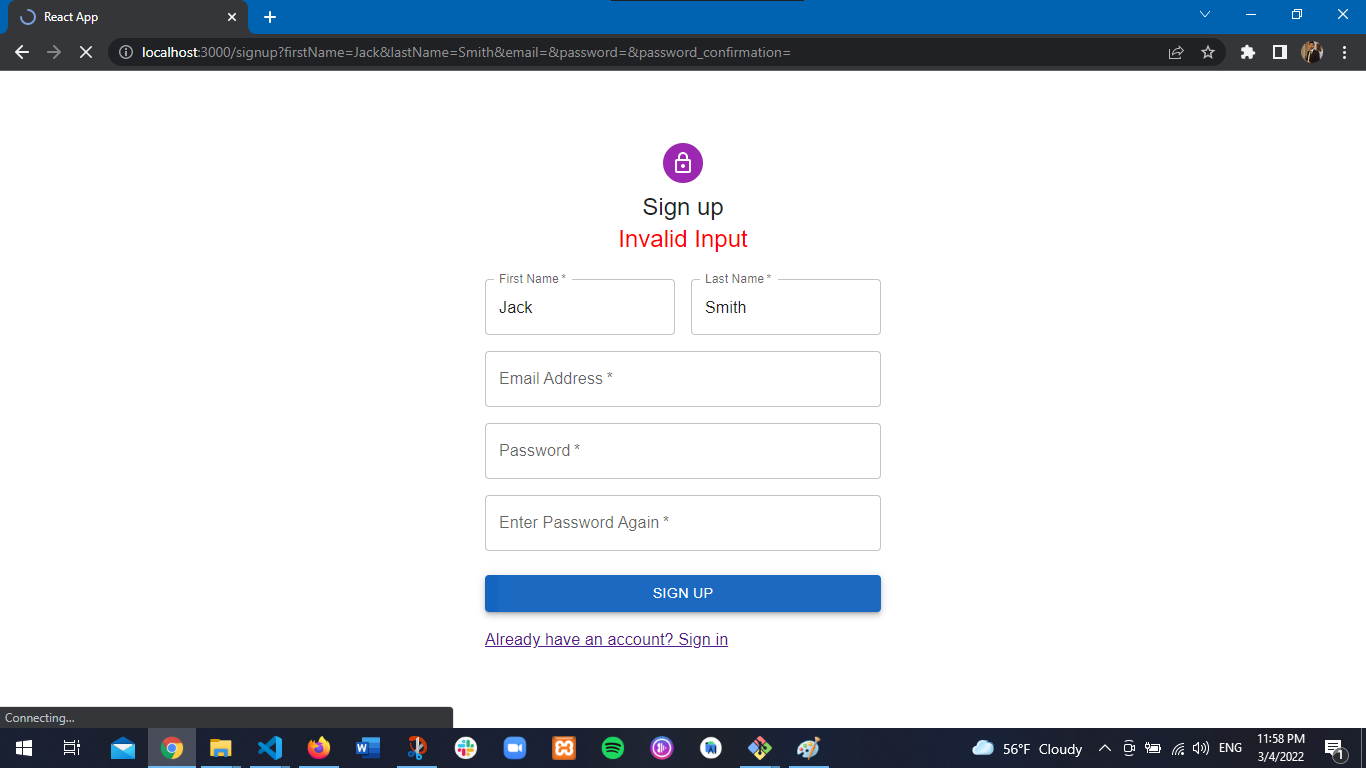 React App
localhost:3000/signup?firstName=Jack&lastName=Smith&email=&password=&password_confirmation=
Sign up
Invalid Input
First Name *
Last Name *
Jack
Smith
Email Address *
Password *
Enter Password Again *
SIGN UP
Already have an account? Sign in
Connecting...
56°F Cloudy
ENG
11:58 PM
3/4/2022
1